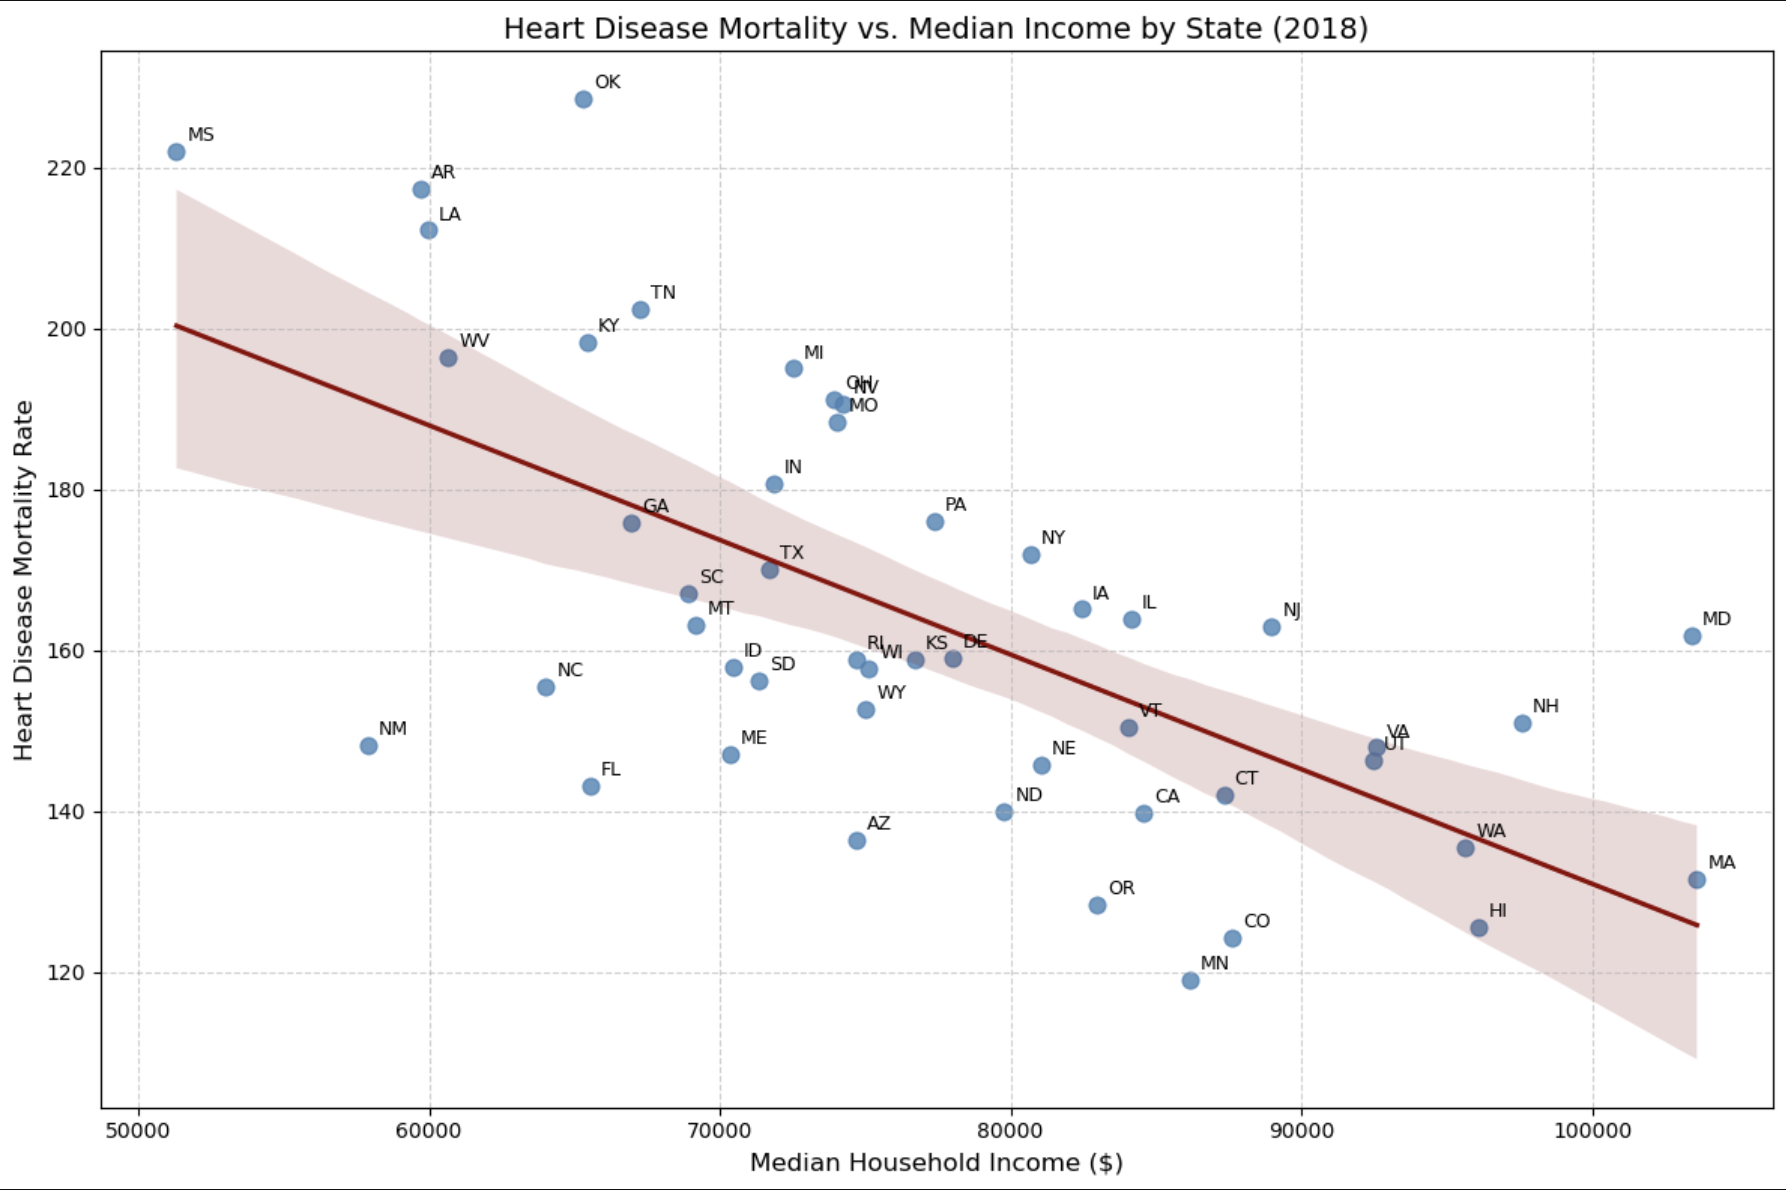 Heart Disease Mortality vs. Median Income by State (2018)
OK
MS
220
AR
LA
TN
200
KY
WV
MI
OH
NV
MO
IN
180
GA
PA
NY
TX
SC
IA
IL
MT
NJ
MD
160
RI
KS
DE
ID
WI
SD
NC
WY
NH
VT
NM
VA
UT
ME
NE
FL
CT
ND
CA
140
AZ
WA
MA
OR
HI
CO
MN
120
Heart Disease Mortality Rate
50000 60000 70000 80000 90000 100000
Median Household Income ($)